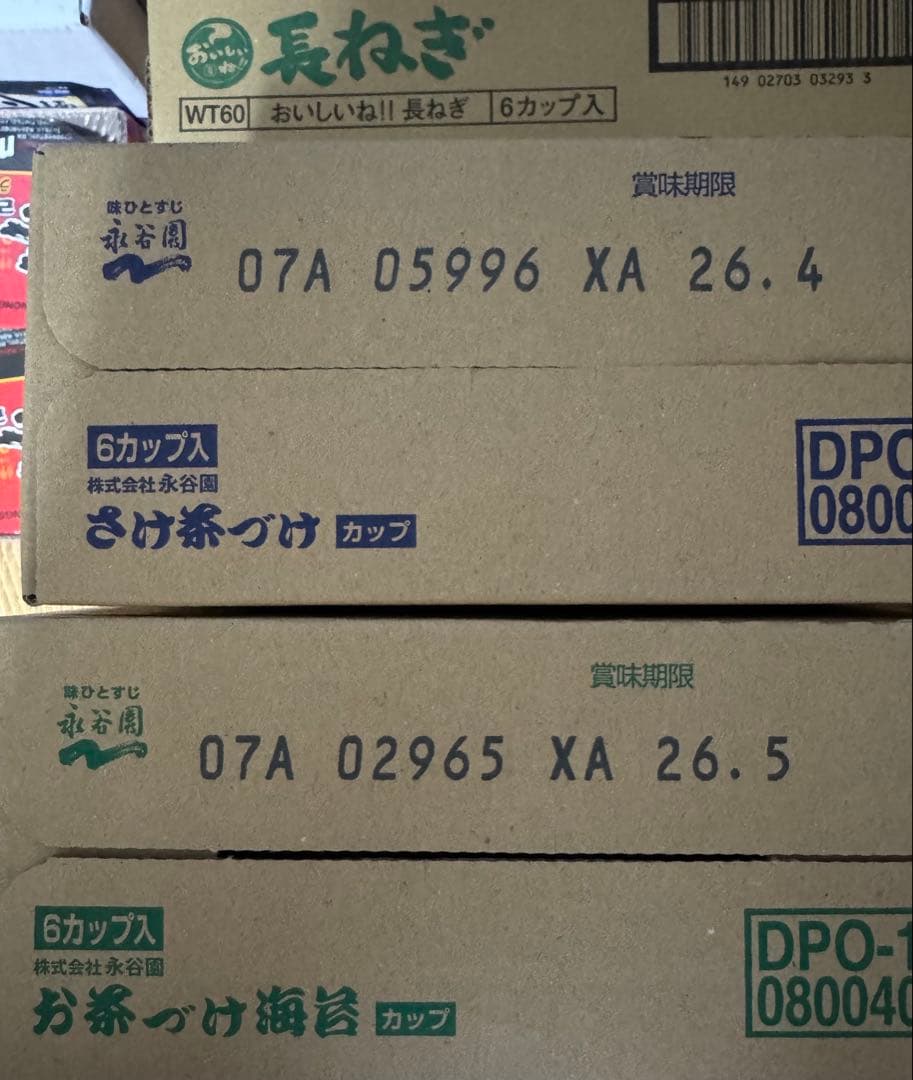 おいしいね!!
長ねぎ
WT60 おいしいね!! 長ねぎ 6カップ入
149 02703 03293 3
賞味期限
味ひとすじ
永谷園
07A 05996 XA 26.4
6カップ入
株式会社 永谷園
さけ茶づけ カップ
DPO
0800
賞味期限
味ひとすじ
永谷園
07A 02965 XA 26.5
6カップ入
株式会社 永谷園
お茶づけ海苔 カップ
DPO-1
080040